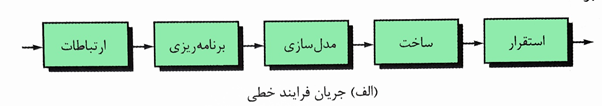 ارتباطات برنامه‌ریزی مدل‌سازی ساخت استقرار
(الف) جریان فرایند خطی